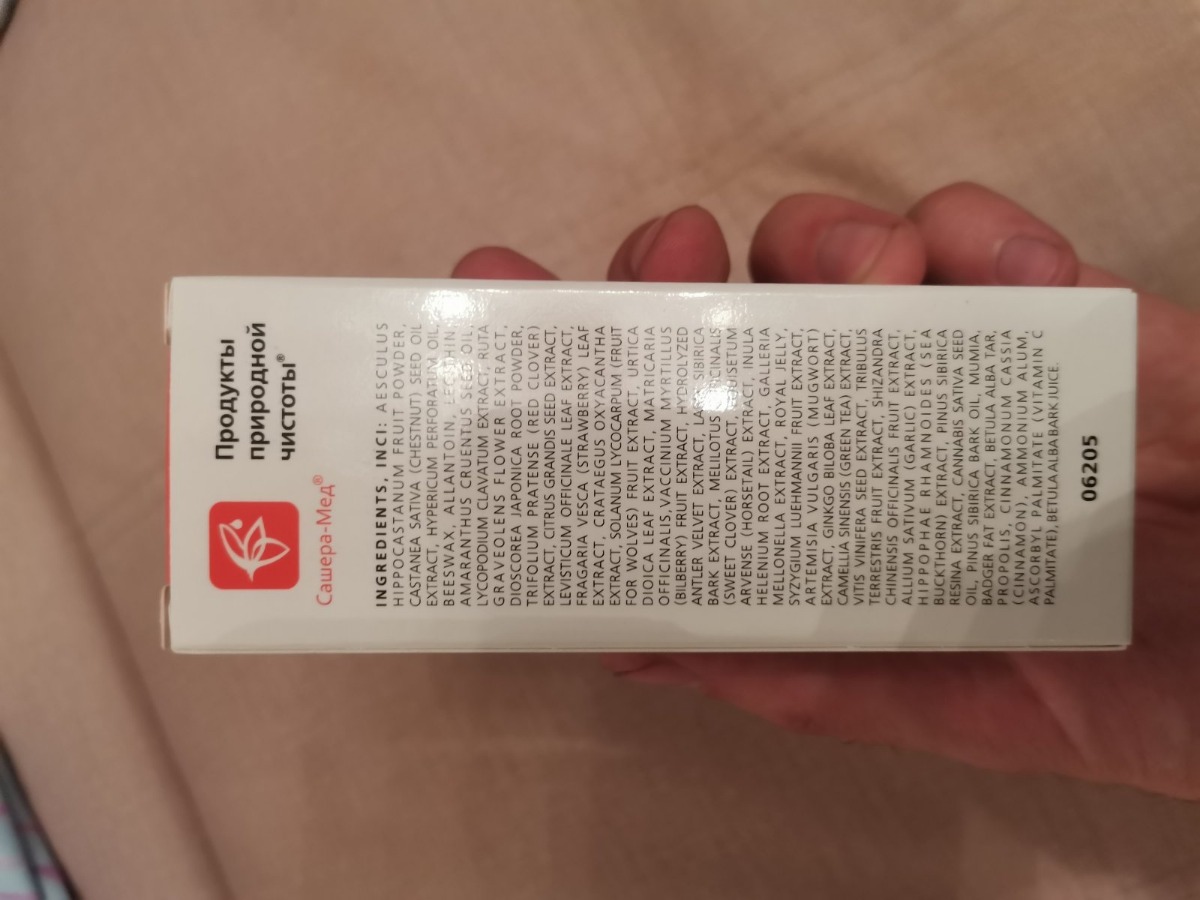 Продукты
природной
чистоты®
Сашера-Мед®
INGREDIENTS, INCI: AESCULUS
HIPPOCASTANUM FRUIT POWDER,
CASTANEA SATIVA (CHESTNUT) SEED OIL
EXTRACT, HYPERICUM PERFORATUM OIL,
BEESWAX, ALLANTOIN, LECITHIN,
AMARANTHUS CRUENTUS SEED OIL,
LYCOPODIUM CLAVATUM EXTRACT, RUTA
GRAVEOLENS FLOWER EXTRACT,
DIOSCOREA JAPONICA ROOT POWDER,
TRIFOLIUM PRATENSE (RED CLOVER)
EXTRACT, CITRUS GRANDIS SEED EXTRACT,
LEVISTICUM OFFICINALE LEAF EXTRACT,
FRAGARIA VESCA (STRAWBERRY) LEAF
EXTRACT, CRATAEGUS OXYACANTHA
EXTRACT, SOLANUM LYCOCARPUM (FRUIT
FOR WOLVES) FRUIT EXTRACT, URTICA
DIOICA LEAF EXTRACT, MATRICARIA
OFFICINALIS, VACCINIUM MYRTILLUS
(BILBERRY) FRUIT EXTRACT, HYDROLYZED
ANTLER VELVET EXTRACT, SIBIRICA
BARK EXTRACT, MELILOTUS
(SWEET CLOVER) EXTRACT, EQUISETUM
ARVENSE (HORSETAIL) EXTRACT, INULA
HELENIUM ROOT EXTRACT, GALLERIA
MELLONELLA EXTRACT, ROYAL JELLY,
SYZYGIUM LUEHMANNII FRUIT EXTRACT,
ARTEMISIA VULGARIS (MUGWORT)
EXTRACT, GINKGO BILOBA LEAF EXTRACT,
CAMELLIA SINENSIS (GREEN TEA) EXTRACT,
VITIS VINIFERA SEED EXTRACT, TRIBULUS
TERRESTRIS FRUIT EXTRACT, SHIZANDRA
CHINENSIS OFFICINALIS FRUIT EXTRACT,
ALLIUM SATIVUM (GARLIC) EXTRACT,
HIPPOPHAE RHAMNOIDES (SEA
BUCKTHORN) EXTRACT, PINUS SIBIRICA
RESINA EXTRACT, CANNABIS SATIVA SEED
OIL, PINUS SIBIRICA BARK OIL, MUMIA,
BADGER FAT EXTRACT, BETULA ALBA TAR,
PROPOLIS, CINNAMONUM CASSIA
(CINNAMON), AMMONIUM ALUM,
ASCORBYL PALMITATE (VITAMIN C
PALMITATE), BETULA ALBA BARK JUICE.
06205